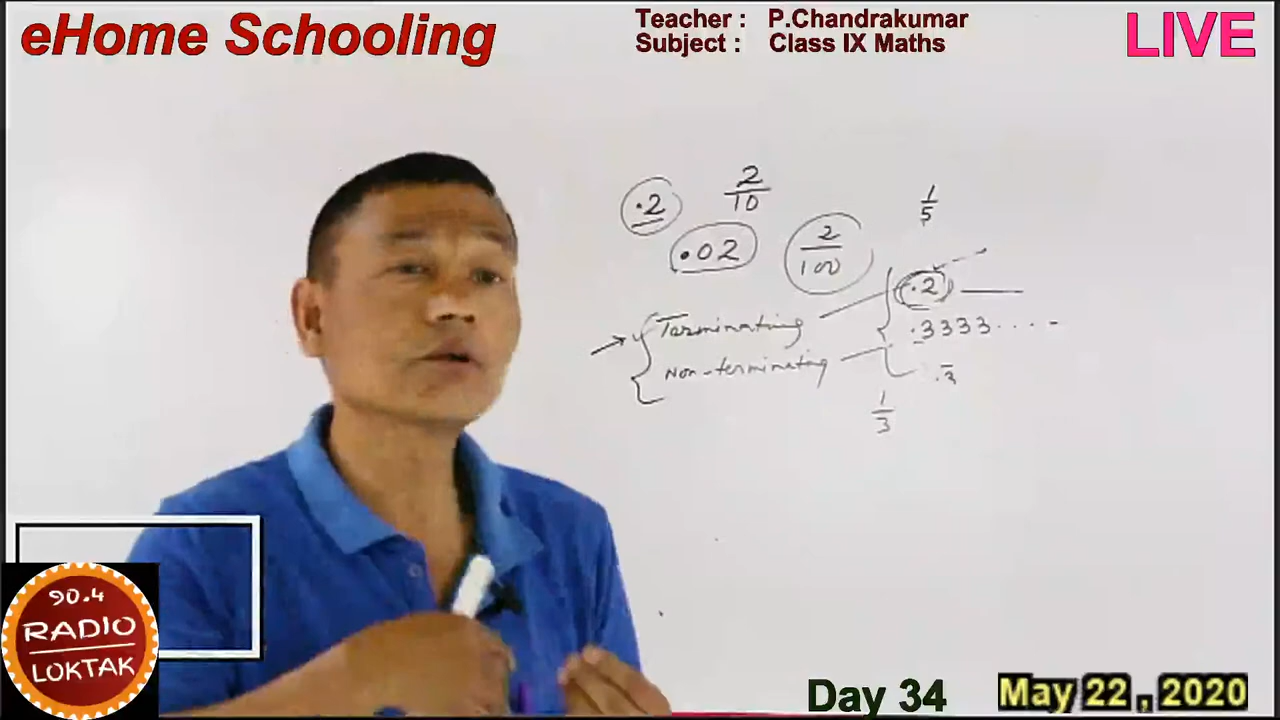 eHome Schooling
Teacher : P.Chandrakumar
Subject : Class IX Maths
LIVE
.2
2/10
1/5
.02
2/100
.2
Terminating
.3333....-
Non-terminating
.3̅
1/3
90.4
RADIO
LOKTAK
Day 34
May 22 , 2020